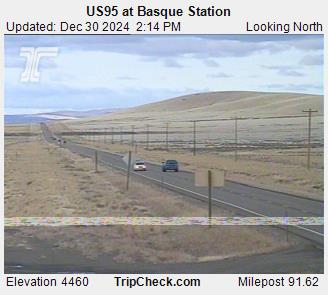 US95 at Basque Station
Updated: Dec 30 2024 2:14 PM Looking North
Elevation 4460 TripCheck.com Milepost 91.62